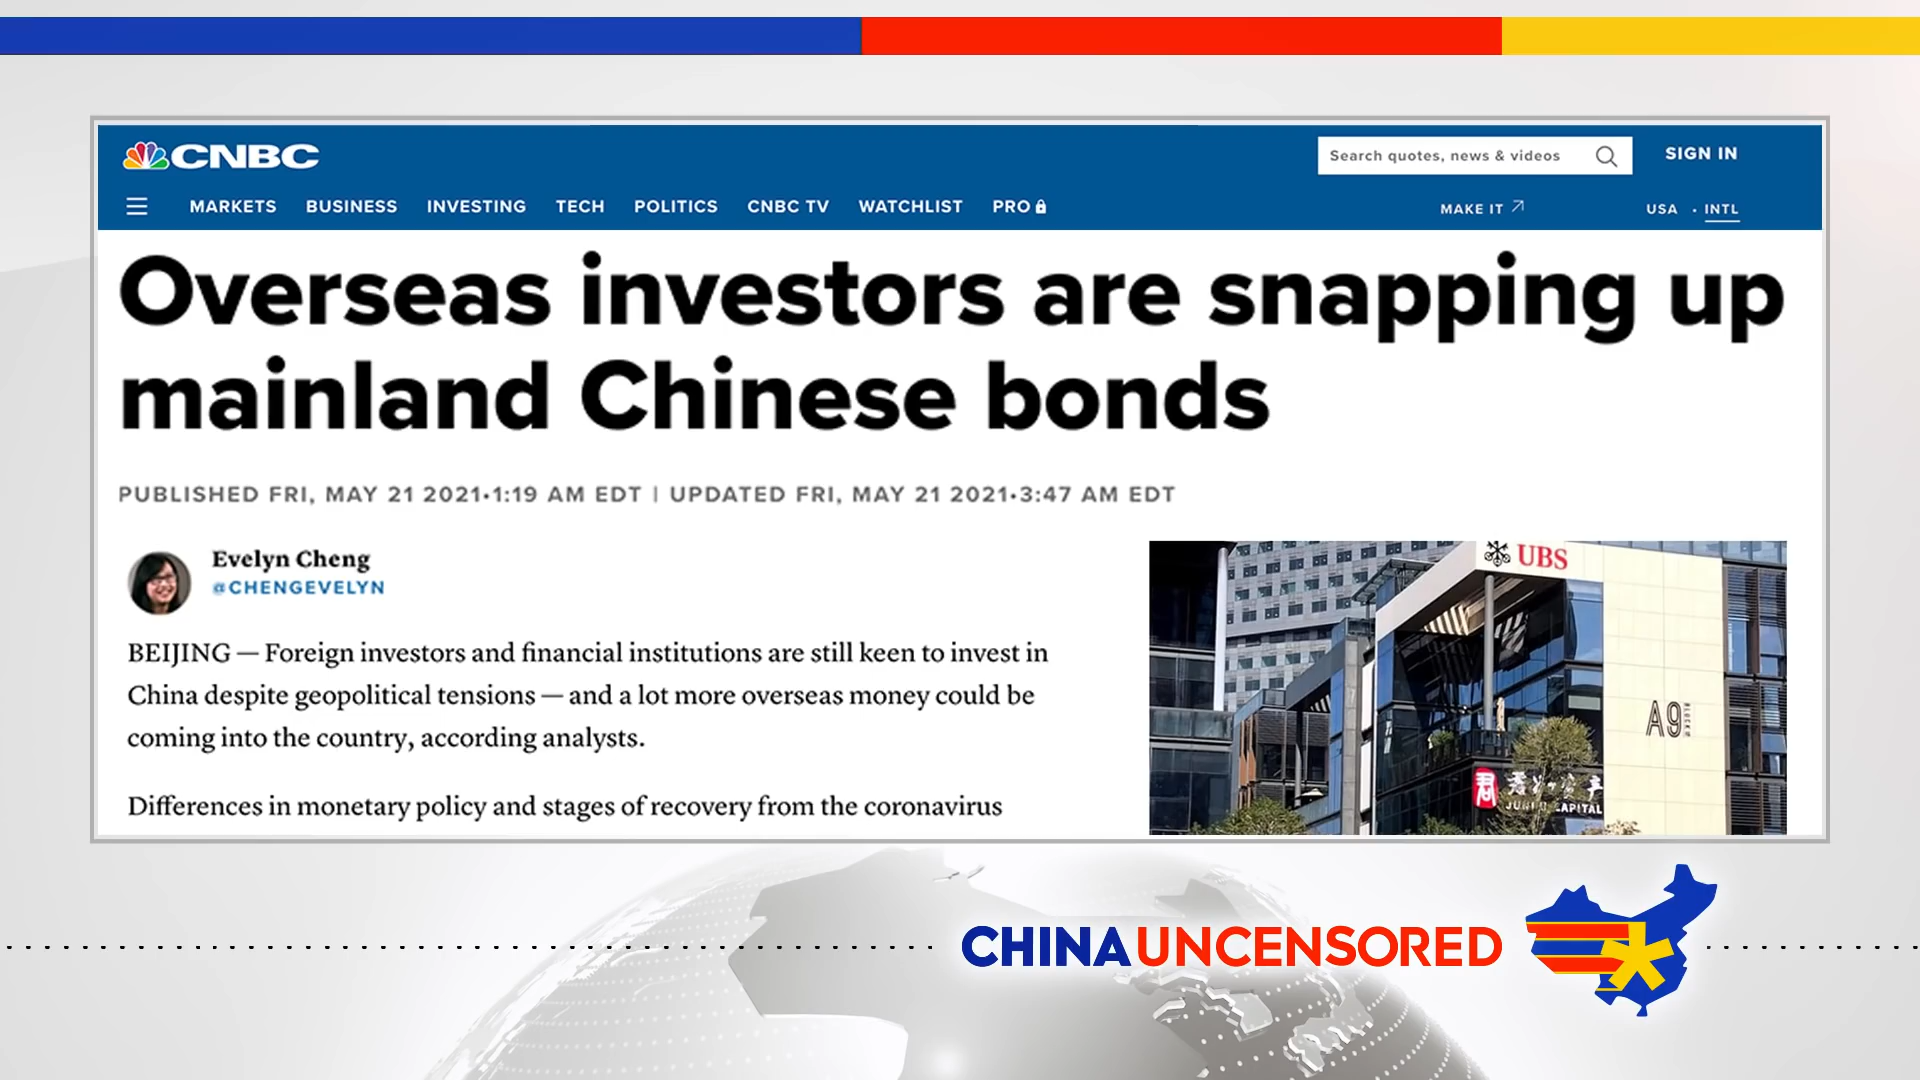 CNBC
Search quotes, news & videos
SIGN IN
MARKETS BUSINESS INVESTING TECH POLITICS CNBC TV WATCHLIST PRO
MAKE IT
USA · INTL
Overseas investors are snapping up
mainland Chinese bonds
PUBLISHED FRI, MAY 21 2021•1:19 AM EDT | UPDATED FRI, MAY 21 2021•3:47 AM EDT
Evelyn Cheng
@CHENGEVELYN
BEIJING — Foreign investors and financial institutions are still keen to invest in
China despite geopolitical tensions — and a lot more overseas money could be
coming into the country, according analysts.
Differences in monetary policy and stages of recovery from the coronavirus
UBS
A9
君
CHINA UNCENSORED